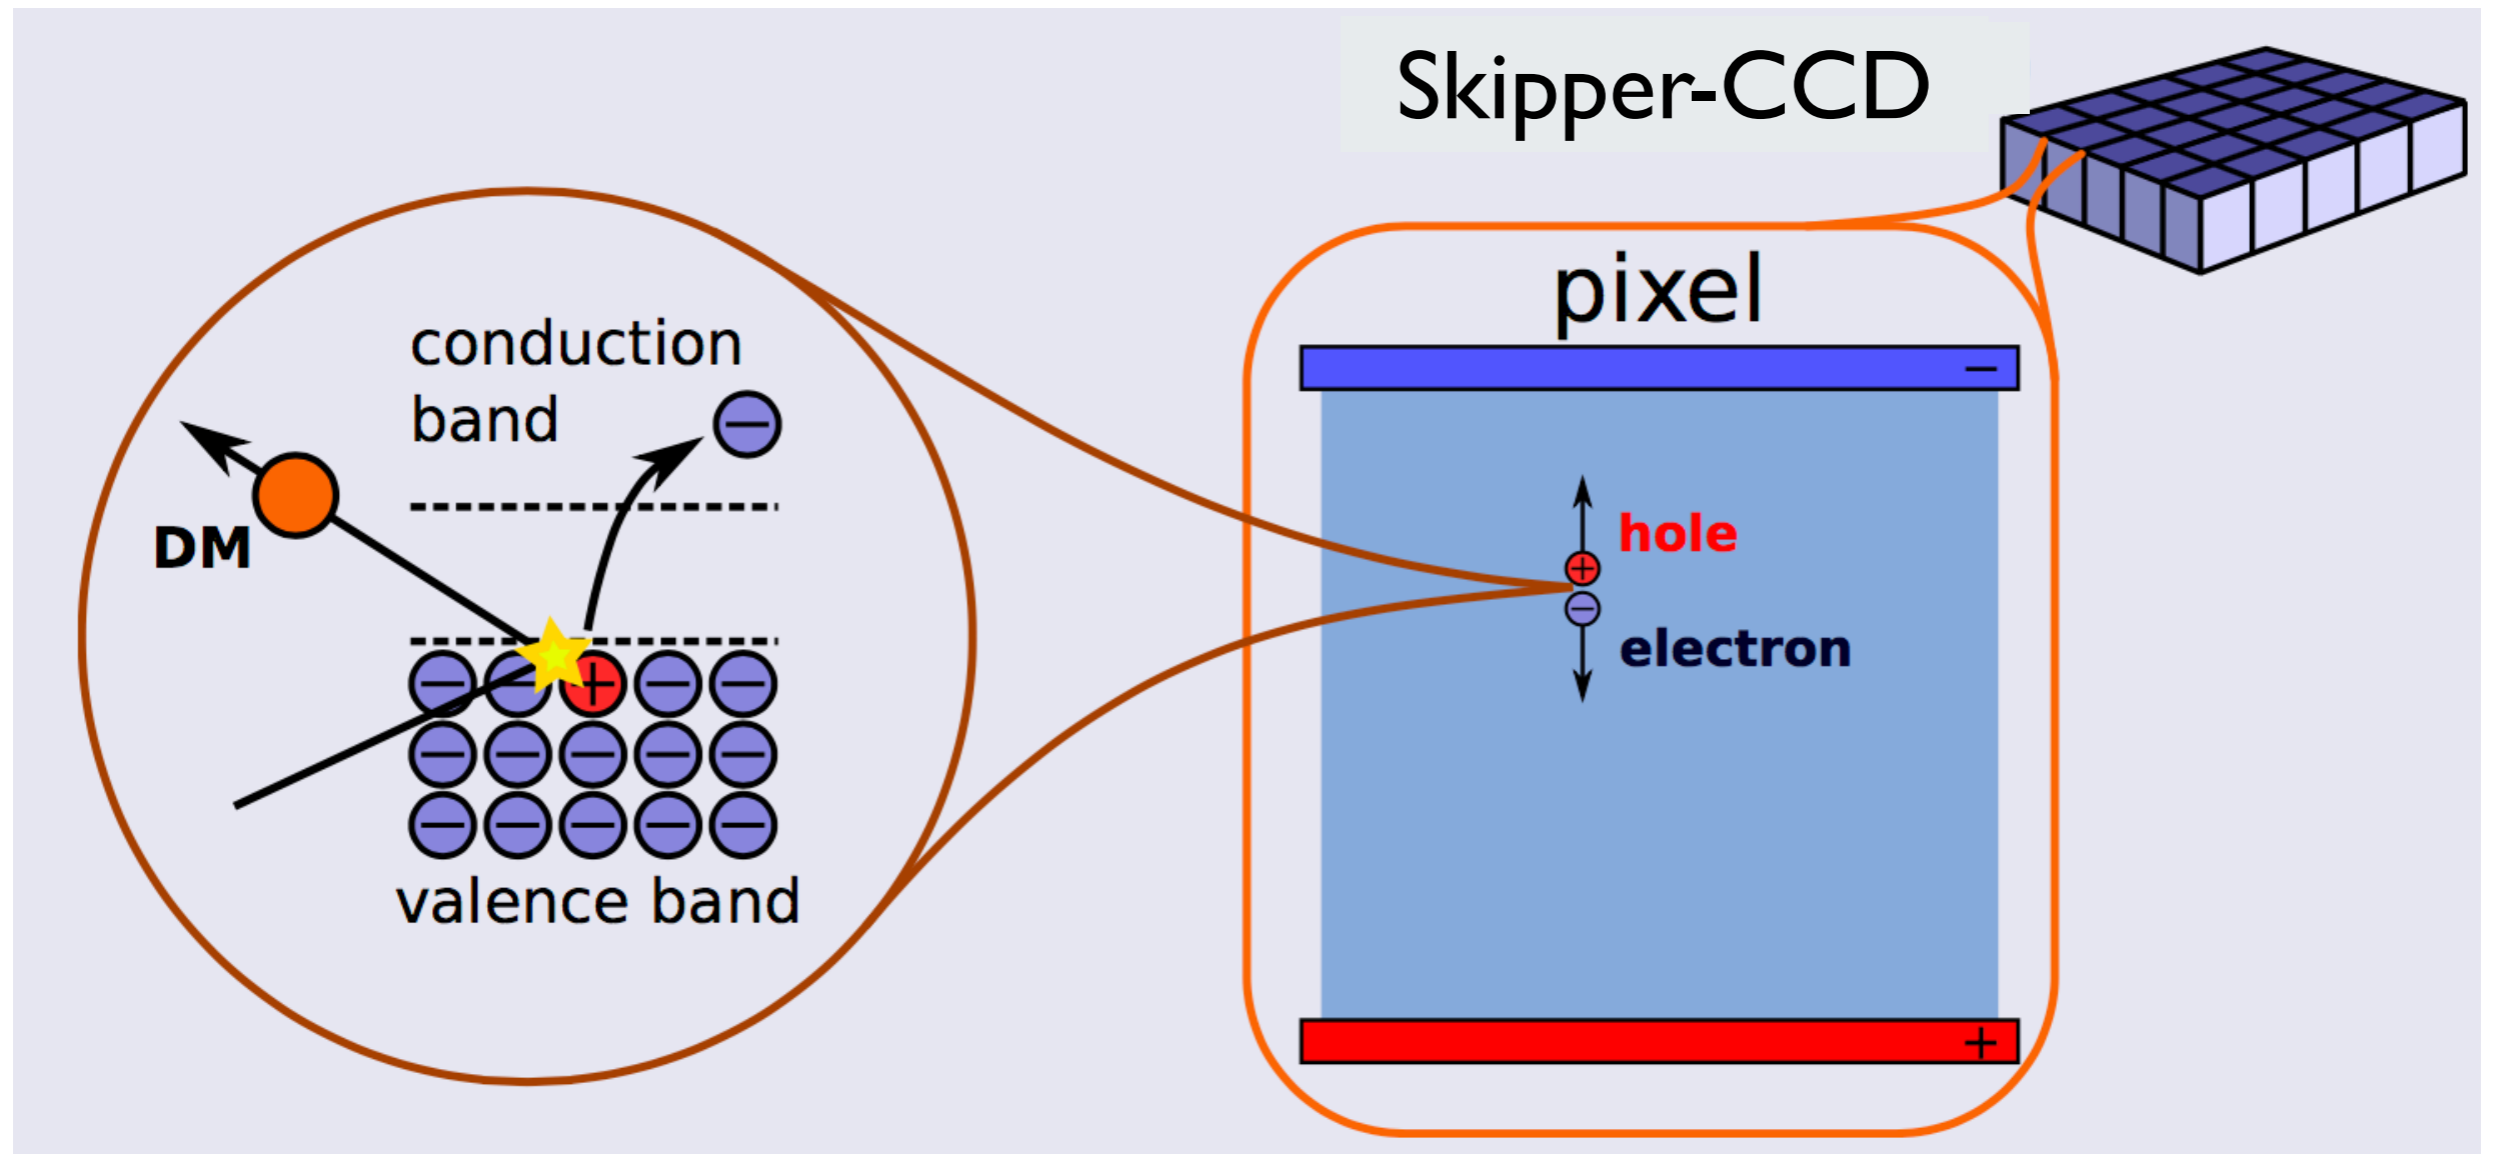 Skipper-CCD
pixel
−
conduction
band
−
hole
+
−
DM
electron
− − + − −
− − − − −
− − − − −
valence band
+